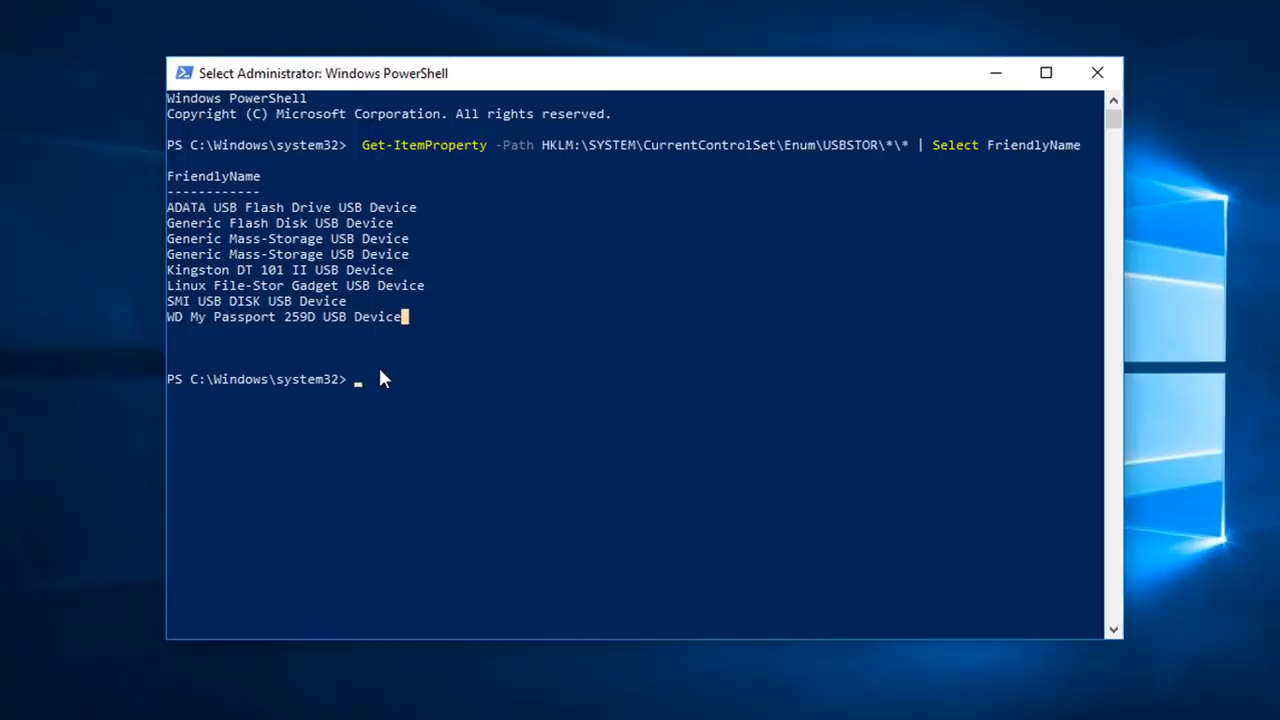 Select Administrator: Windows PowerShell
Windows PowerShell
Copyright (C) Microsoft Corporation. All rights reserved.
PS C:\Windows\system32>  Get-ItemProperty -Path HKLM:\SYSTEM\CurrentControlSet\Enum\USBSTOR\*\* | Select FriendlyName
FriendlyName
------------
ADATA USB Flash Drive USB Device
Generic Flash Disk USB Device
Generic Mass-Storage USB Device
Generic Mass-Storage USB Device
Kingston DT 101 II USB Device
Linux File-Stor Gadget USB Device
SMI USB DISK USB Device
WD My Passport 259D USB Device
PS C:\Windows\system32> _